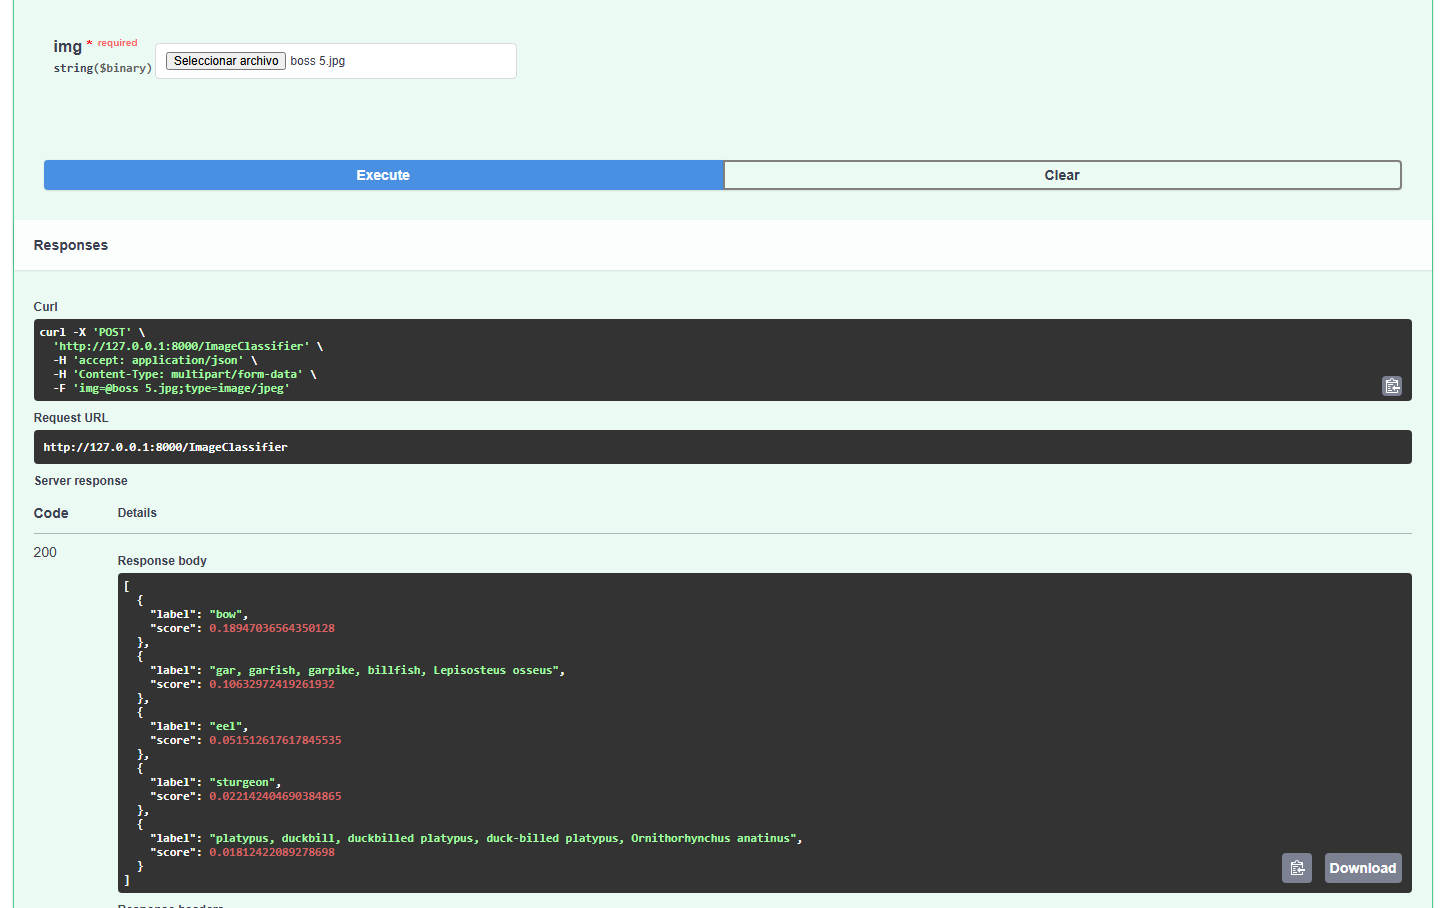 img * required
string($binary)
Seleccionar archivo boss 5.jpg
Execute
Clear
Responses
Curl
curl -X 'POST' \
  'http://127.0.0.1:8000/ImageClassifier' \
  -H 'accept: application/json' \
  -H 'Content-Type: multipart/form-data' \
  -F 'img=@boss 5.jpg;type=image/jpeg'
Request URL
http://127.0.0.1:8000/ImageClassifier
Server response
Code Details
200
Response body
[
  {
    "label": "bow",
    "score": 0.18947036564350128
  },
  {
    "label": "gar, garfish, garpike, billfish, Lepisosteus osseus",
    "score": 0.10632972419261932
  },
  {
    "label": "eel",
    "score": 0.051512617617845535
  },
  {
    "label": "sturgeon",
    "score": 0.022142404690384865
  },
  {
    "label": "platypus, duckbill, duckbilled platypus, duck-billed platypus, Ornithorhynchus anatinus",
    "score": 0.01812422089278698
  }
]
Download
Response headers